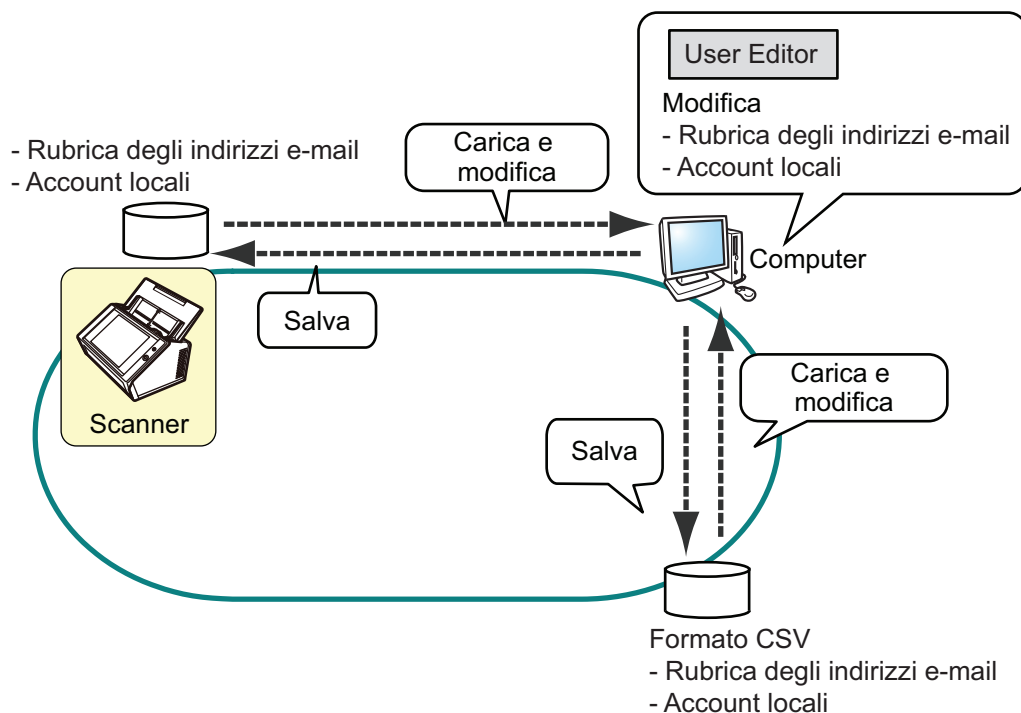 User Editor
Modifica
- Rubrica degli indirizzi e-mail
- Account locali
- Rubrica degli indirizzi e-mail
- Account locali
Carica e
modifica
Computer
Salva
Scanner
Carica e
modifica
Salva
Formato CSV
- Rubrica degli indirizzi e-mail
- Account locali